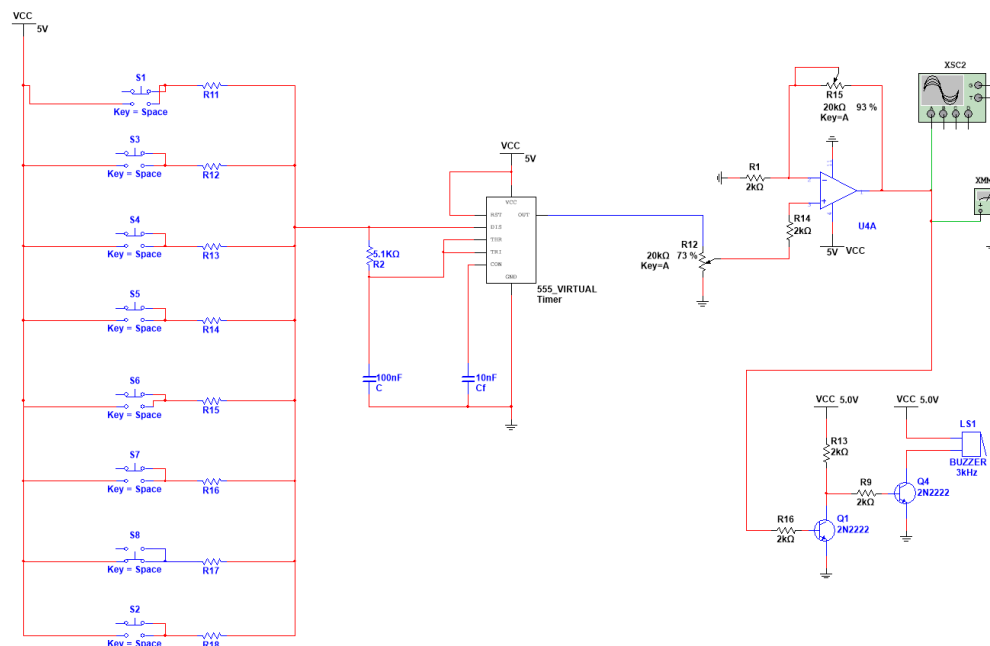 VCC
5V
S1
Key = Space
R11
S3
Key = Space
R12
S4
Key = Space
R13
S5
Key = Space
R14
S6
Key = Space
R15
S7
Key = Space
R16
S8
Key = Space
R17
S2
Key = Space
R18
5.1KΩ
R2
100nF
C
10nF
Cf
VCC
5V
VCC
RST
OUT
DIS
THR
TRI
CON
GND
555_VIRTUAL
Timer
R12
20kΩ
73 %
Key=A
R14
2kΩ
R1
2kΩ
R15
20kΩ
93 %
Key=A
U4A
5V
VCC
XSC2
G
T
A
B
C
D
XMM
VCC
5.0V
R13
2kΩ
R16
2kΩ
Q1
2N2222
R9
2kΩ
VCC
5.0V
Q4
2N2222
LS1
BUZZER
3kHz